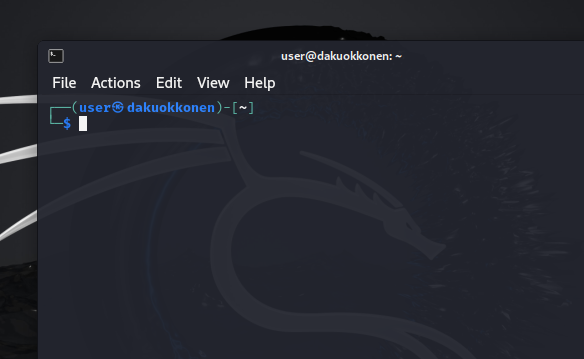 user@dakuokkonen: ~
File Actions Edit View Help
┌──(user㉿dakuokkonen)-[~]
└─$